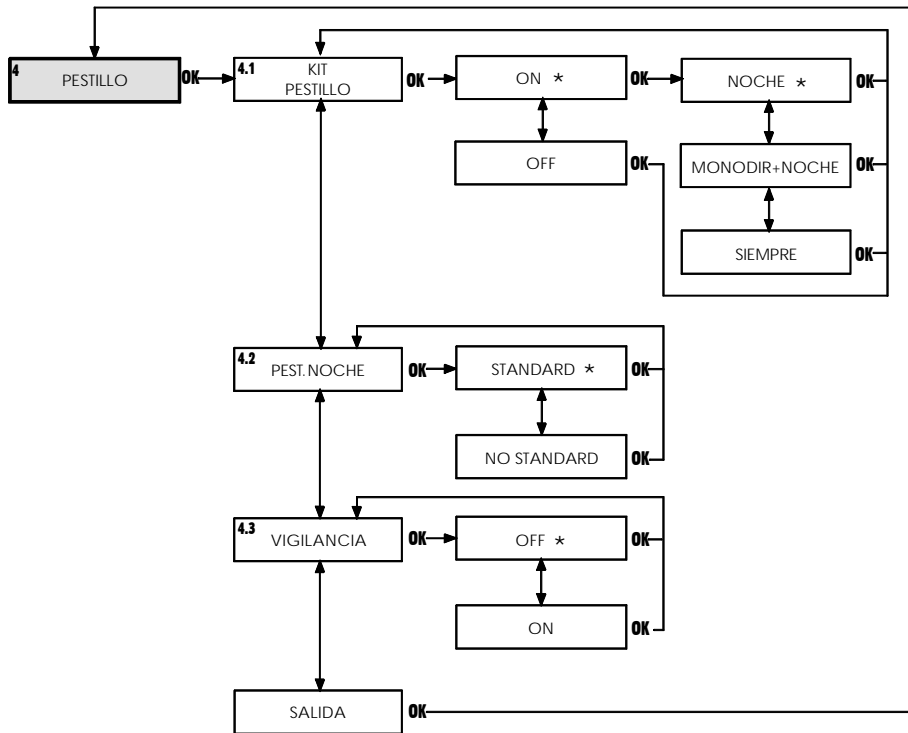 4
PESTILLO OK
4.1
KIT
PESTILLO
OK
ON * OK
NOCHE * OK
OFF OK
MONODIR+NOCHE OK
SIEMPRE OK
4.2
PEST. NOCHE OK
STANDARD * OK
NO STANDARD OK
4.3
VIGILANCIA OK
OFF * OK
ON OK
SALIDA OK